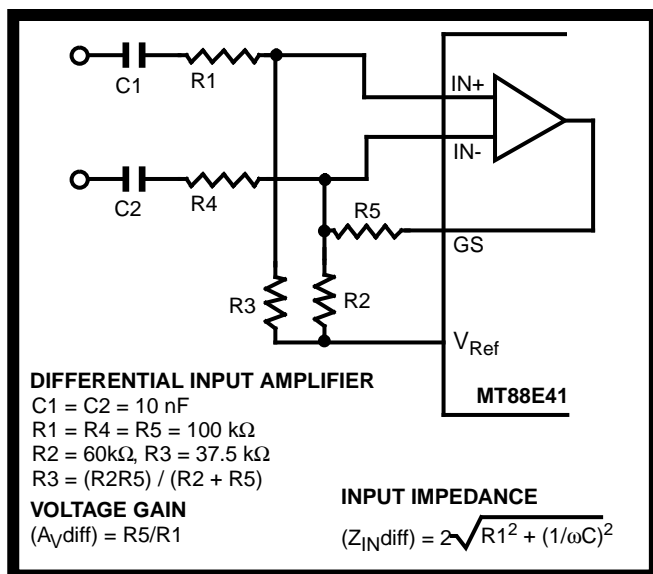 C1
R1
IN+
IN-
C2
R4
R5
GS
R3
R2
VRef
MT88E41
DIFFERENTIAL INPUT AMPLIFIER
C1 = C2 = 10 nF
R1 = R4 = R5 = 100 kΩ
R2 = 60kΩ, R3 = 37.5 kΩ
R3 = (R2R5) / (R2 + R5)
VOLTAGE GAIN
(AVdiff) = R5/R1
INPUT IMPEDANCE
(ZINdiff) = 2√R1² + (1/ωC)²